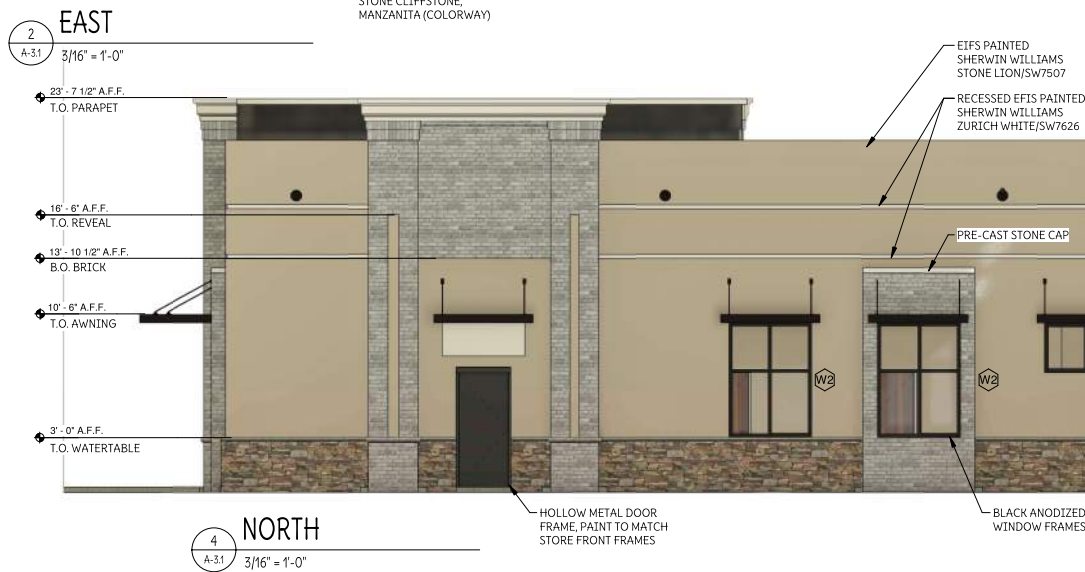 STONE CLIFFSTONE,
MANZANITA (COLORWAY)
2
A-3.1
EAST
3/16" = 1'-0"
23' - 7 1/2" A.F.F.
T.O. PARAPET
16' - 6" A.F.F.
T.O. REVEAL
13' - 10 1/2" A.F.F.
B.O. BRICK
10' - 6" A.F.F.
T.O. AWNING
3' - 0" A.F.F.
T.O. WATERTABLE
EIFS PAINTED
SHERWIN WILLIAMS
STONE LION/SW7507
RECESSED EFIS PAINTED
SHERWIN WILLIAMS
ZURICH WHITE/SW7626
PRE-CAST STONE CAP
W2
W2
HOLLOW METAL DOOR
FRAME, PAINT TO MATCH
STORE FRONT FRAMES
BLACK ANODIZED
WINDOW FRAMES
4
A-3.1
NORTH
3/16" = 1'-0"